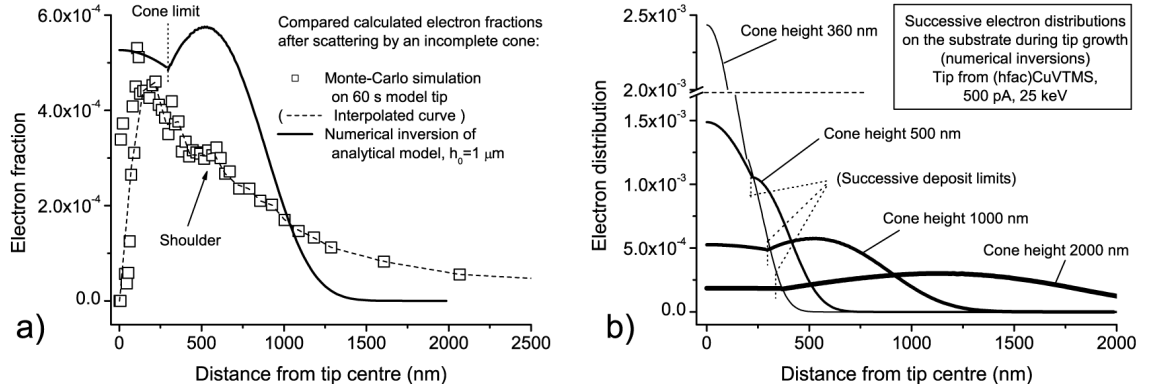 Cone limit
Compared calculated electron fractions
after scattering by an incomplete cone:
Monte-Carlo simulation
on 60 s model tip
( Interpolated curve )
Numerical inversion of
analytical model, h₀=1 μm
Shoulder
6.0x10⁻⁴
4.0x10⁻⁴
2.0x10⁻⁴
0.0
Electron fraction
0 500 1000 1500 2000 2500
Distance from tip centre (nm)
a)
Successive electron distributions
on the substrate during tip growth
(numerical inversions)
Tip from (hfac)CuVTMS,
500 pA, 25 keV
Cone height 360 nm
Cone height 500 nm
(Successive deposit limits)
Cone height 1000 nm
Cone height 2000 nm
2.5x10⁻³
2.0x10⁻³
1.5x10⁻³
1.0x10⁻³
5.0x10⁻⁴
0.0
Electron distribution
0 500 1000 1500 2000
Distance from tip centre (nm)
b)